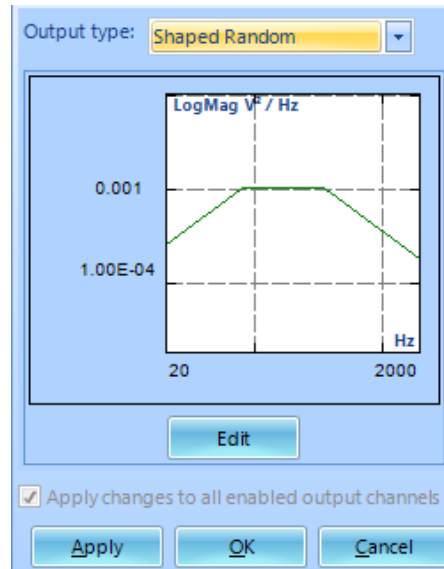 Output type: Shaped Random
LogMag V² / Hz
0.001
1.00E-04
Hz
20 2000
Edit
Apply changes to all enabled output channels
Apply OK Cancel